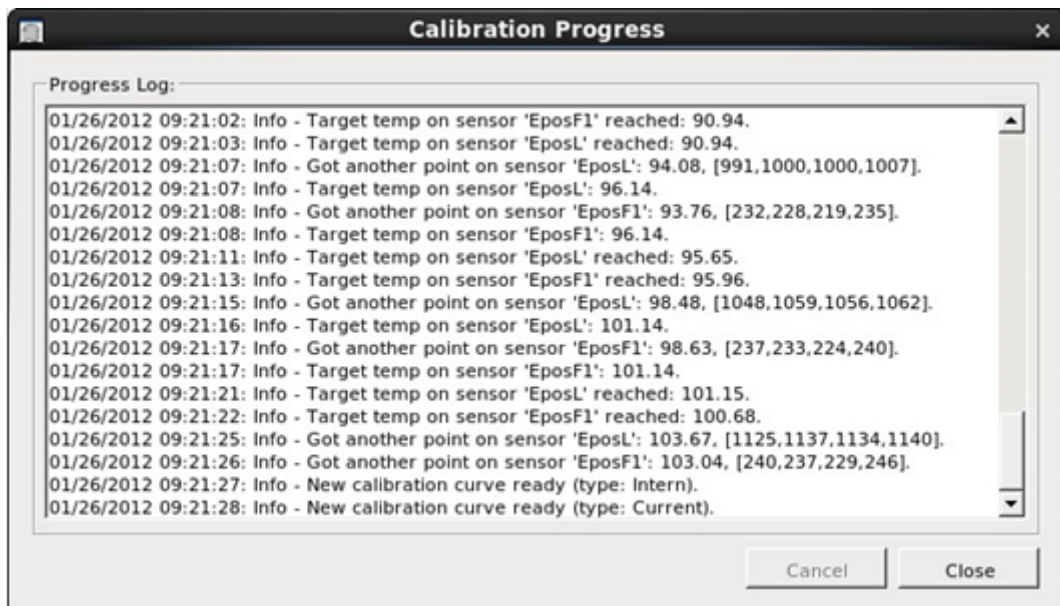 Calibration Progress
Progress Log:
01/26/2012 09:21:02: Info - Target temp on sensor 'EposF1' reached: 90.94.
01/26/2012 09:21:03: Info - Target temp on sensor 'EposL' reached: 90.94.
01/26/2012 09:21:07: Info - Got another point on sensor 'EposL': 94.08, [991,1000,1000,1007].
01/26/2012 09:21:07: Info - Target temp on sensor 'EposL': 96.14.
01/26/2012 09:21:08: Info - Got another point on sensor 'EposF1': 93.76, [232,228,219,235].
01/26/2012 09:21:08: Info - Target temp on sensor 'EposF1': 96.14.
01/26/2012 09:21:11: Info - Target temp on sensor 'EposL' reached: 95.65.
01/26/2012 09:21:13: Info - Target temp on sensor 'EposF1' reached: 95.96.
01/26/2012 09:21:15: Info - Got another point on sensor 'EposL': 98.48, [1048,1059,1056,1062].
01/26/2012 09:21:16: Info - Target temp on sensor 'EposL': 101.14.
01/26/2012 09:21:17: Info - Got another point on sensor 'EposF1': 98.63, [237,233,224,240].
01/26/2012 09:21:17: Info - Target temp on sensor 'EposF1': 101.14.
01/26/2012 09:21:21: Info - Target temp on sensor 'EposL' reached: 101.15.
01/26/2012 09:21:22: Info - Target temp on sensor 'EposF1' reached: 100.68.
01/26/2012 09:21:25: Info - Got another point on sensor 'EposL': 103.67, [1125,1137,1134,1140].
01/26/2012 09:21:26: Info - Got another point on sensor 'EposF1': 103.04, [240,237,229,246].
01/26/2012 09:21:27: Info - New calibration curve ready (type: Intern).
01/26/2012 09:21:28: Info - New calibration curve ready (type: Current).
Cancel Close